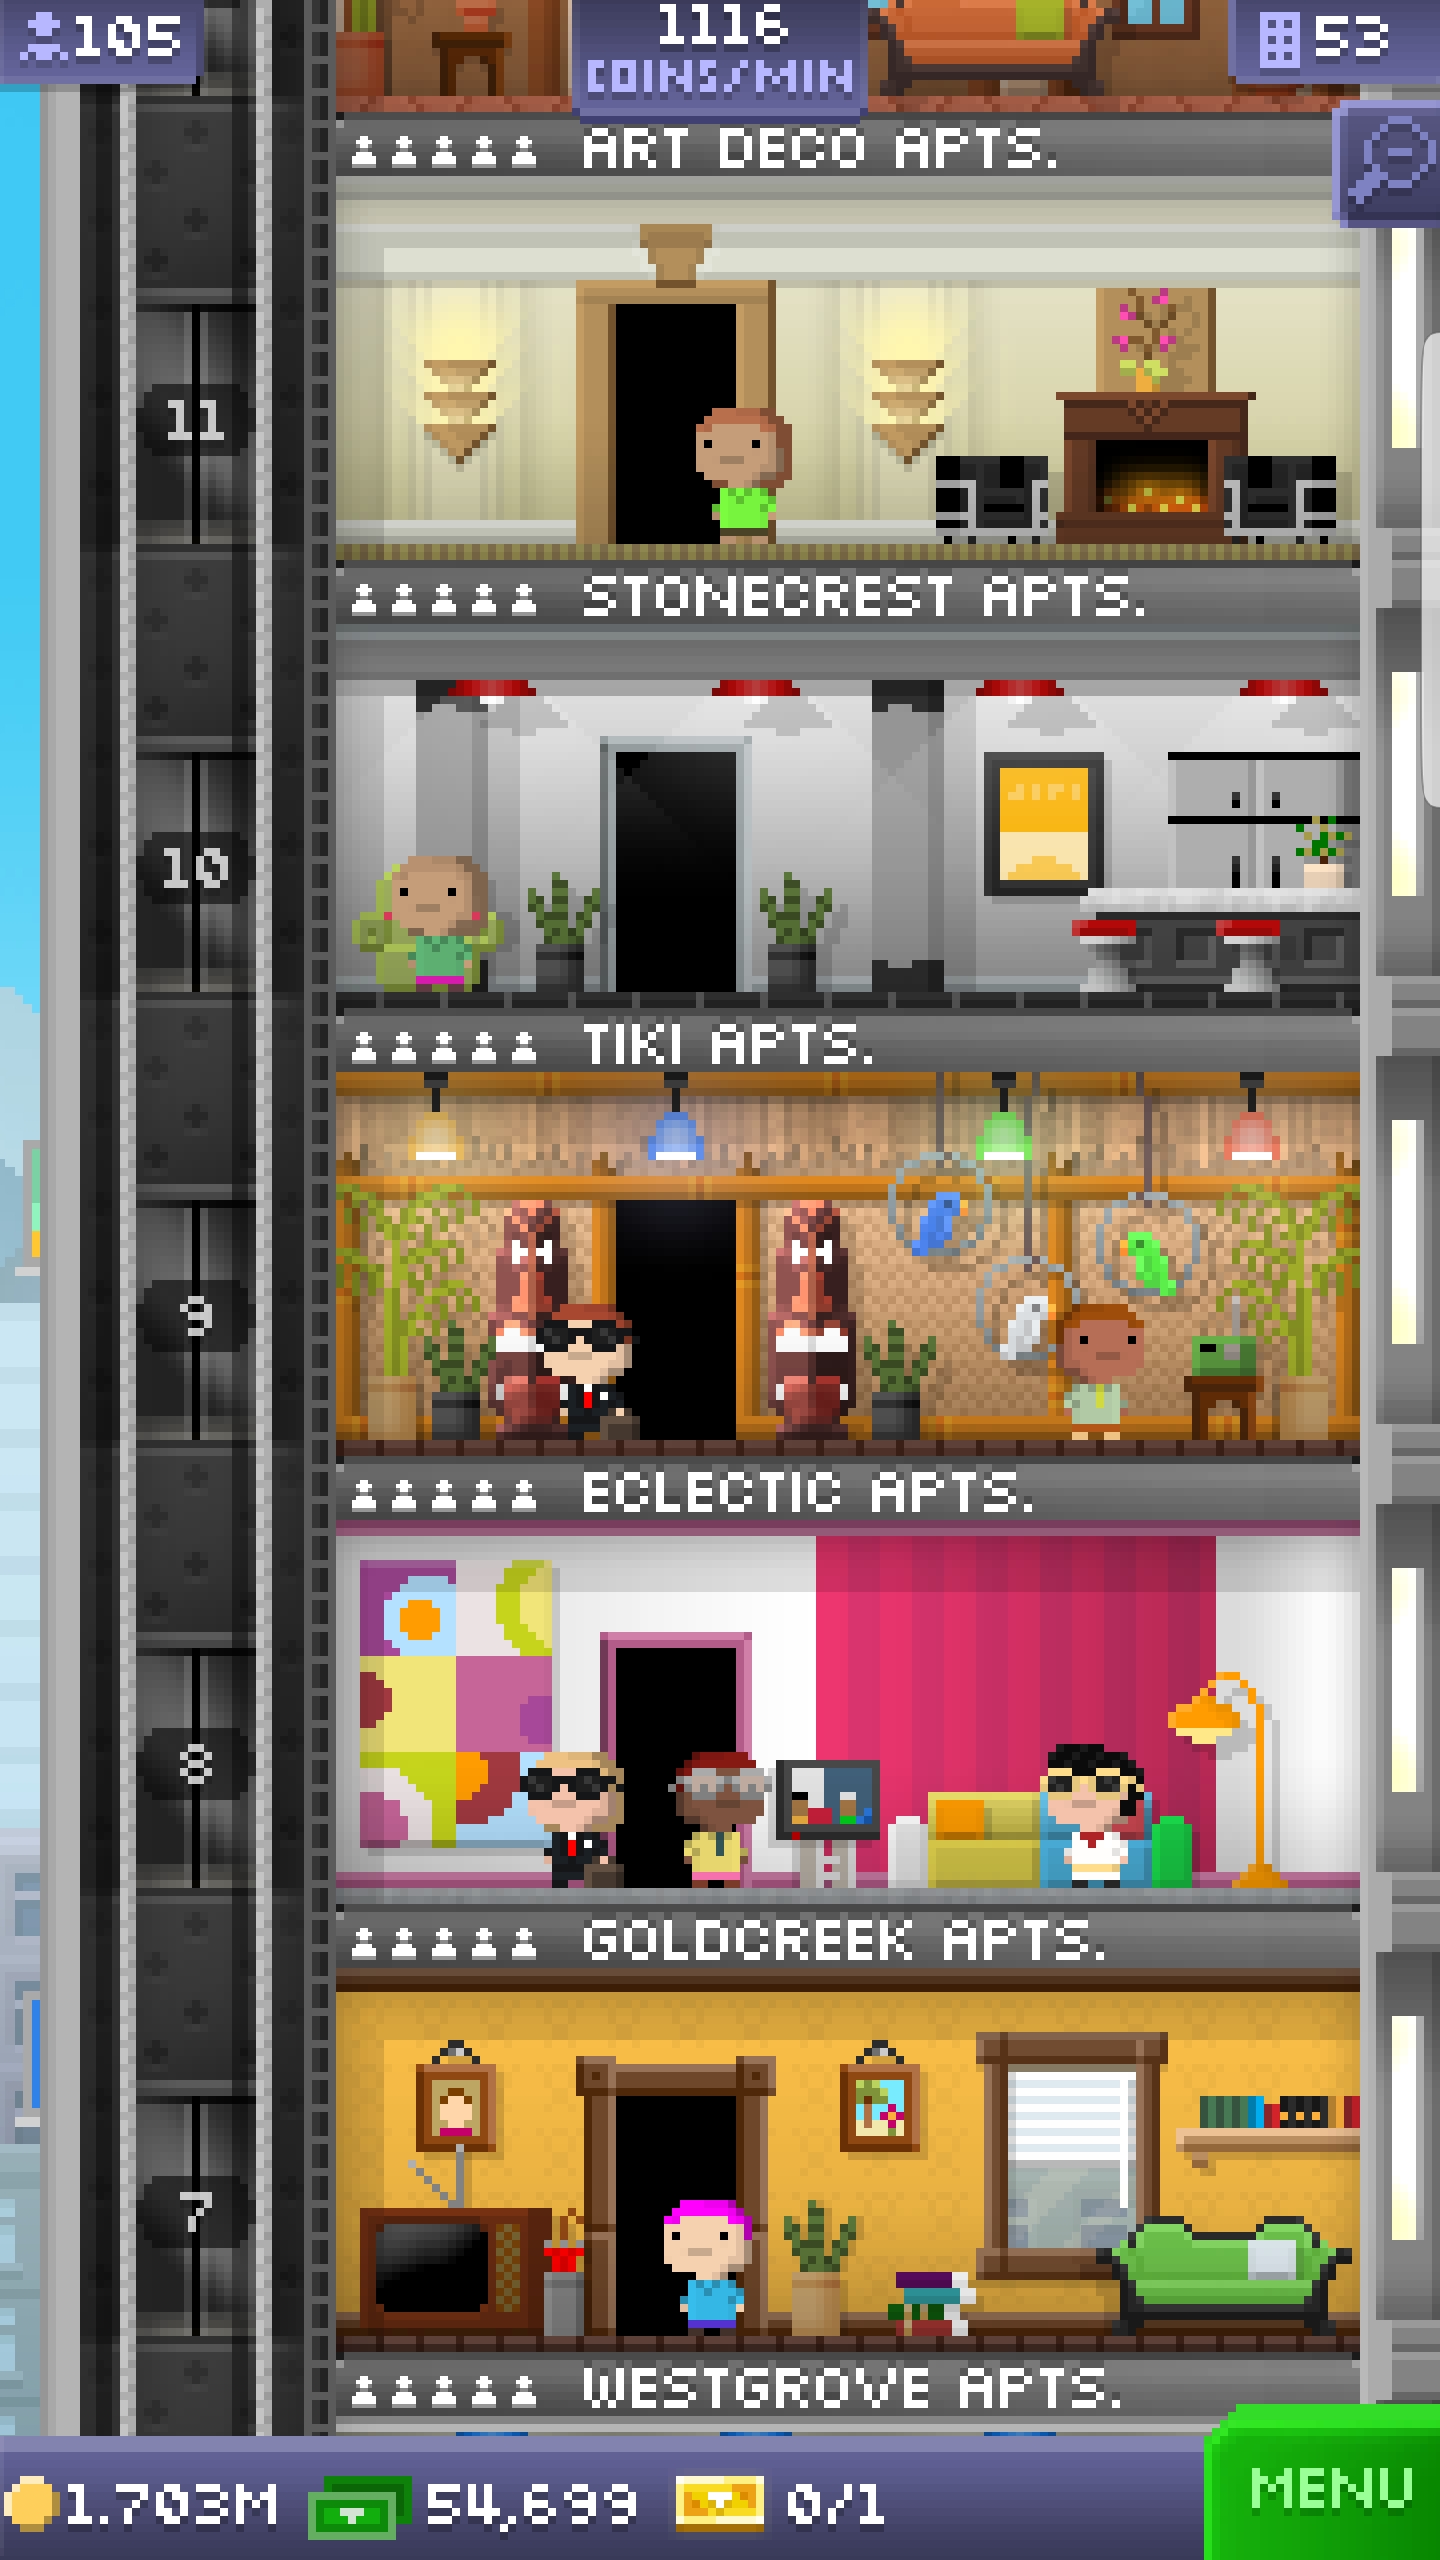 105
1116
COINS/MIN
53
ART DECO APTS.
11
STONECREST APTS.
10
TIKI APTS.
9
ECLECTIC APTS.
8
GOLDCREEK APTS.
7
WESTGROVE APTS.
1.703M
54,699
0/1
MENU